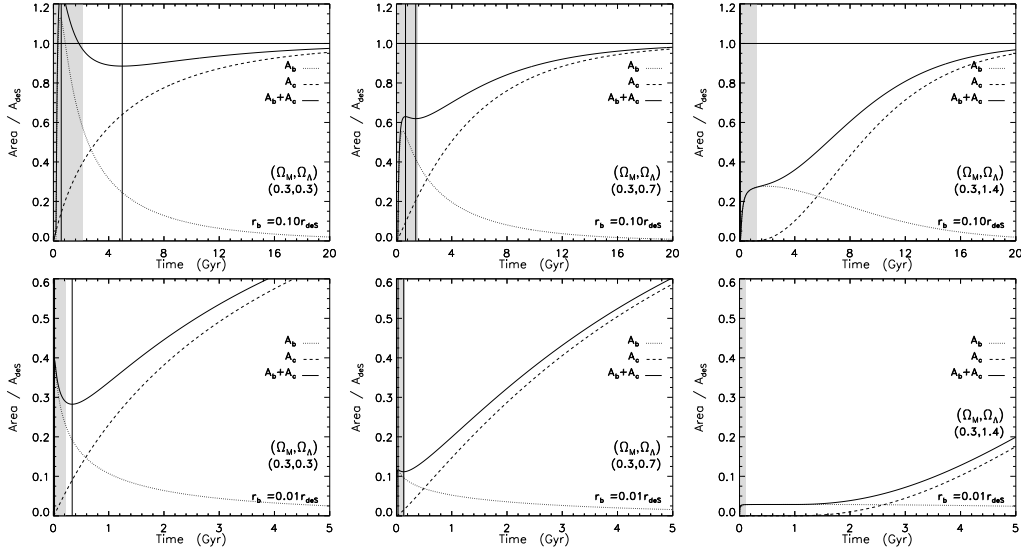 1.2
1.0
0.8
0.6
0.4
0.2
0.0
Area / A_deS
0 4 8 12 16 20
Time (Gyr)
A_b
A_c
A_b+A_c
(Ω_M,Ω_Λ)
(0.3,0.3)
r_b =0.10r_deS
1.2
1.0
0.8
0.6
0.4
0.2
0.0
Area / A_deS
0 4 8 12 16 20
Time (Gyr)
A_b
A_c
A_b+A_c
(Ω_M,Ω_Λ)
(0.3,0.7)
r_b =0.10r_deS
1.2
1.0
0.8
0.6
0.4
0.2
0.0
Area / A_deS
0 4 8 12 16 20
Time (Gyr)
A_b
A_c
A_b+A_c
(Ω_M,Ω_Λ)
(0.3,1.4)
r_b =0.10r_deS
0.6
0.5
0.4
0.3
0.2
0.1
0.0
Area / A_deS
0 1 2 3 4 5
Time (Gyr)
A_b
A_c
A_b+A_c
(Ω_M,Ω_Λ)
(0.3,0.3)
r_b =0.01r_deS
0.6
0.5
0.4
0.3
0.2
0.1
0.0
Area / A_deS
0 1 2 3 4 5
Time (Gyr)
A_b
A_c
A_b+A_c
(Ω_M,Ω_Λ)
(0.3,0.7)
r_b =0.01r_deS
0.6
0.5
0.4
0.3
0.2
0.1
0.0
Area / A_deS
0 1 2 3 4 5
Time (Gyr)
A_b
A_c
A_b+A_c
(Ω_M,Ω_Λ)
(0.3,1.4)
r_b =0.01r_deS